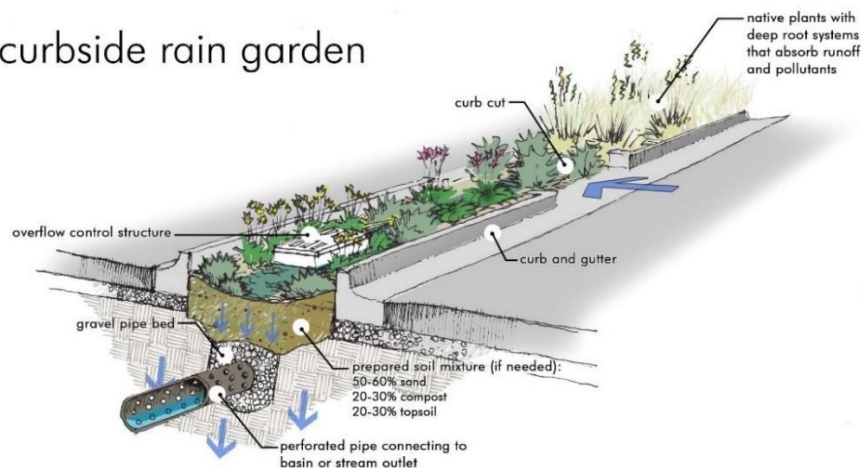 curbside rain garden
native plants with
deep root systems
that absorb runoff
and pollutants
curb cut
overflow control structure
curb and gutter
gravel pipe bed
prepared soil mixture (if needed):
50-60% sand
20-30% compost
20-30% topsoil
perforated pipe connecting to
basin or stream outlet